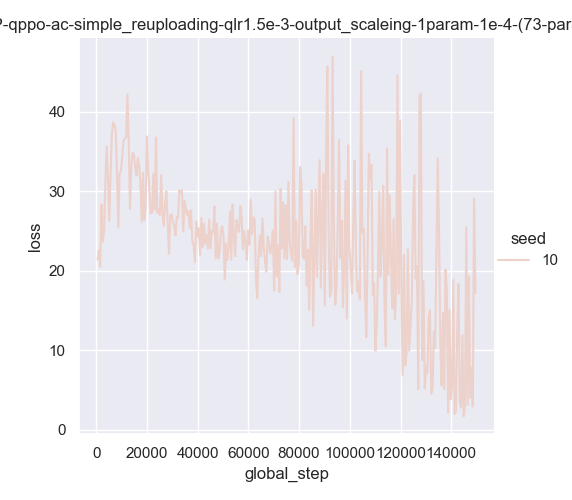 -qppo-ac-simple_reuploading-qlr1.5e-3-output_scaleing-1param-1e-4-(73-par
40
30
20
10
0
loss
seed
10
0 20000 40000 60000 80000 100000 120000 140000
global_step